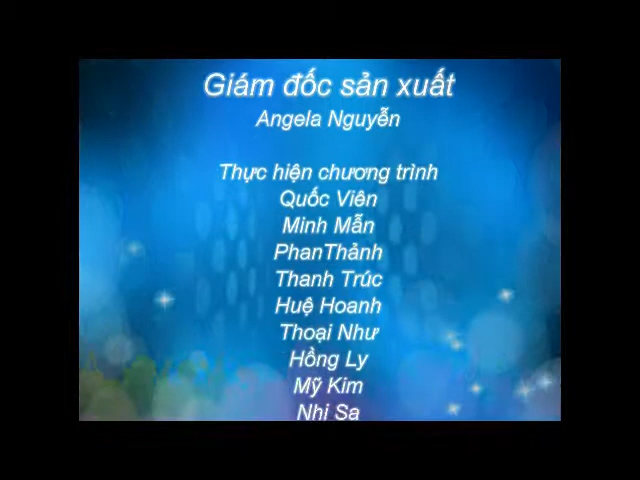 Giám đốc sản xuất
Angela Nguyễn
Thực hiện chương trình
Quốc Viên
Minh Mẫn
PhanThảnh
Thanh Trúc
Huệ Hoanh
Thoại Như
Hồng Ly
Mỹ Kim
Nhi Sa